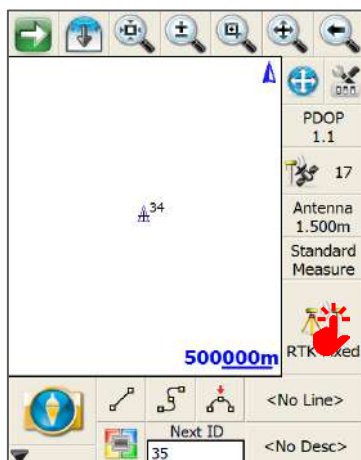 PDOP
1.1
17
34
Antenna
1.500m
Standard
Measure
500000m
RTK Fixed
<No Line>
Next ID
35
<No Desc>